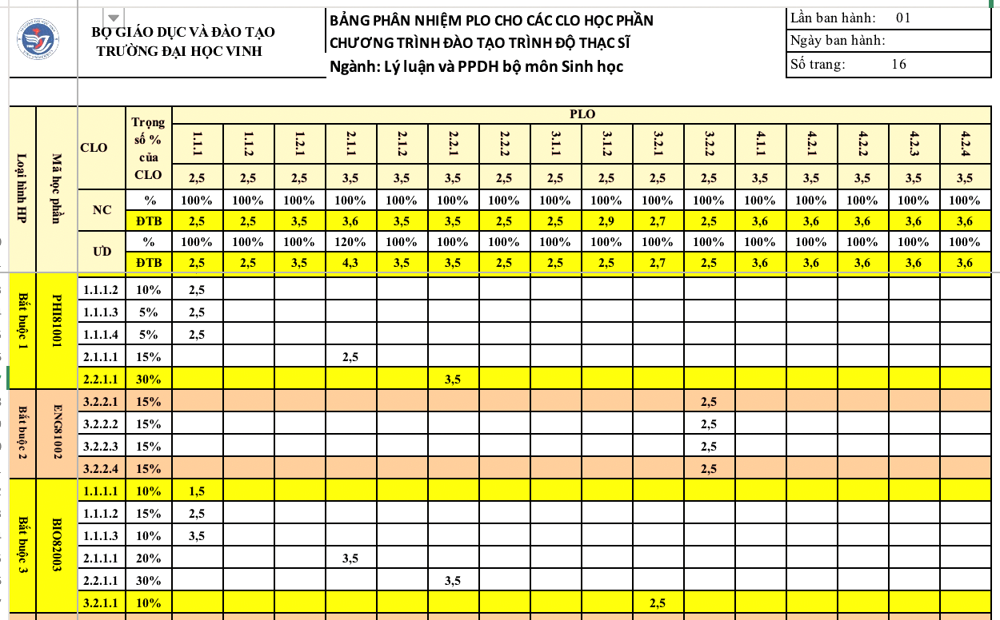 BỘ GIÁO DỤC VÀ ĐÀO TẠO
TRƯỜNG ĐẠI HỌC VINH
BẢNG PHÂN NHIỆM PLO CHO CÁC CLO HỌC PHẦN
CHƯƠNG TRÌNH ĐÀO TẠO TRÌNH ĐỘ THẠC SĨ
Ngành: Lý luận và PPDH bộ môn Sinh học
Lần ban hành: 01
Ngày ban hành:
Số trang: 16
Loại hình HP
Mã học phần
CLO
Trọng số % của CLO
PLO
1.1.1 1.1.2 1.2.1 2.1.1 2.1.2 2.2.1 2.2.2 3.1.1 3.1.2 3.2.1 3.2.2 4.1.1 4.2.1 4.2.2 4.2.3 4.2.4
2,5 2,5 2,5 3,5 3,5 3,5 2,5 2,5 2,5 2,5 2,5 3,5 3,5 3,5 3,5 3,5
NC
% 100% 100% 100% 100% 100% 100% 100% 100% 100% 100% 100% 100% 100% 100% 100% 100%
ĐTB 2,5 2,5 3,5 3,6 3,5 3,5 2,5 2,5 2,9 2,7 2,5 3,6 3,6 3,6 3,6 3,6
ƯD
% 100% 100% 100% 120% 100% 100% 100% 100% 100% 100% 100% 100% 100% 100% 100% 100%
ĐTB 2,5 2,5 3,5 4,3 3,5 3,5 2,5 2,5 2,5 2,7 2,5 3,6 3,6 3,6 3,6 3,6
Bắt buộc 1
PHI81001
1.1.1.2 10% 2,5
1.1.1.3 5% 2,5
1.1.1.4 5% 2,5
2.1.1.1 15% 2,5
2.2.1.1 30% 3,5
Bắt buộc 2
ENG81002
3.2.2.1 15% 2,5
3.2.2.2 15% 2,5
3.2.2.3 15% 2,5
3.2.2.4 15% 2,5
Bắt buộc 3
BIO82003
1.1.1.1 10% 1,5
1.1.1.2 15% 2,5
1.1.1.3 10% 3,5
2.1.1.1 20% 3,5
2.2.1.1 30% 3,5
3.2.1.1 10% 2,5